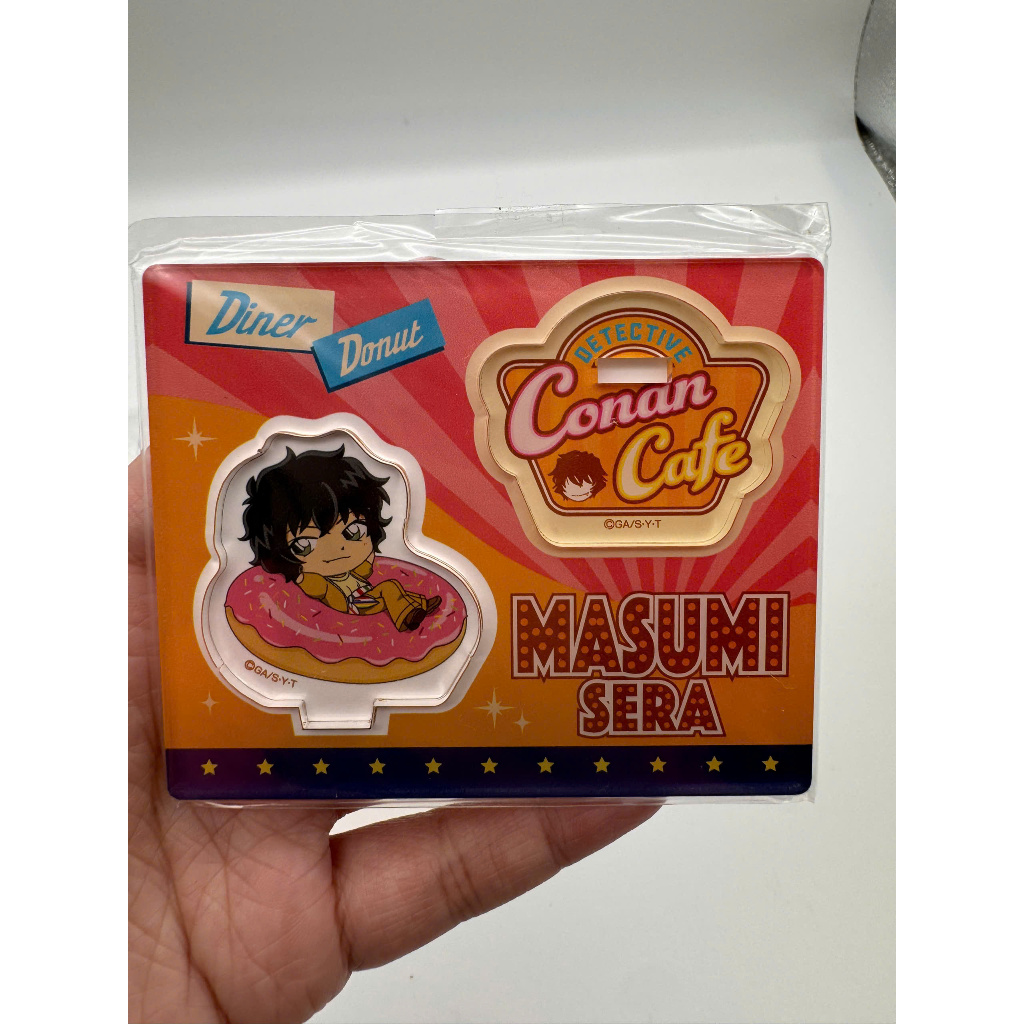 Diner
Donut
DETECTIVE
Conan
Cafe
©GA/S·Y·T
©GA/S·Y·T
MASUMI
SERA